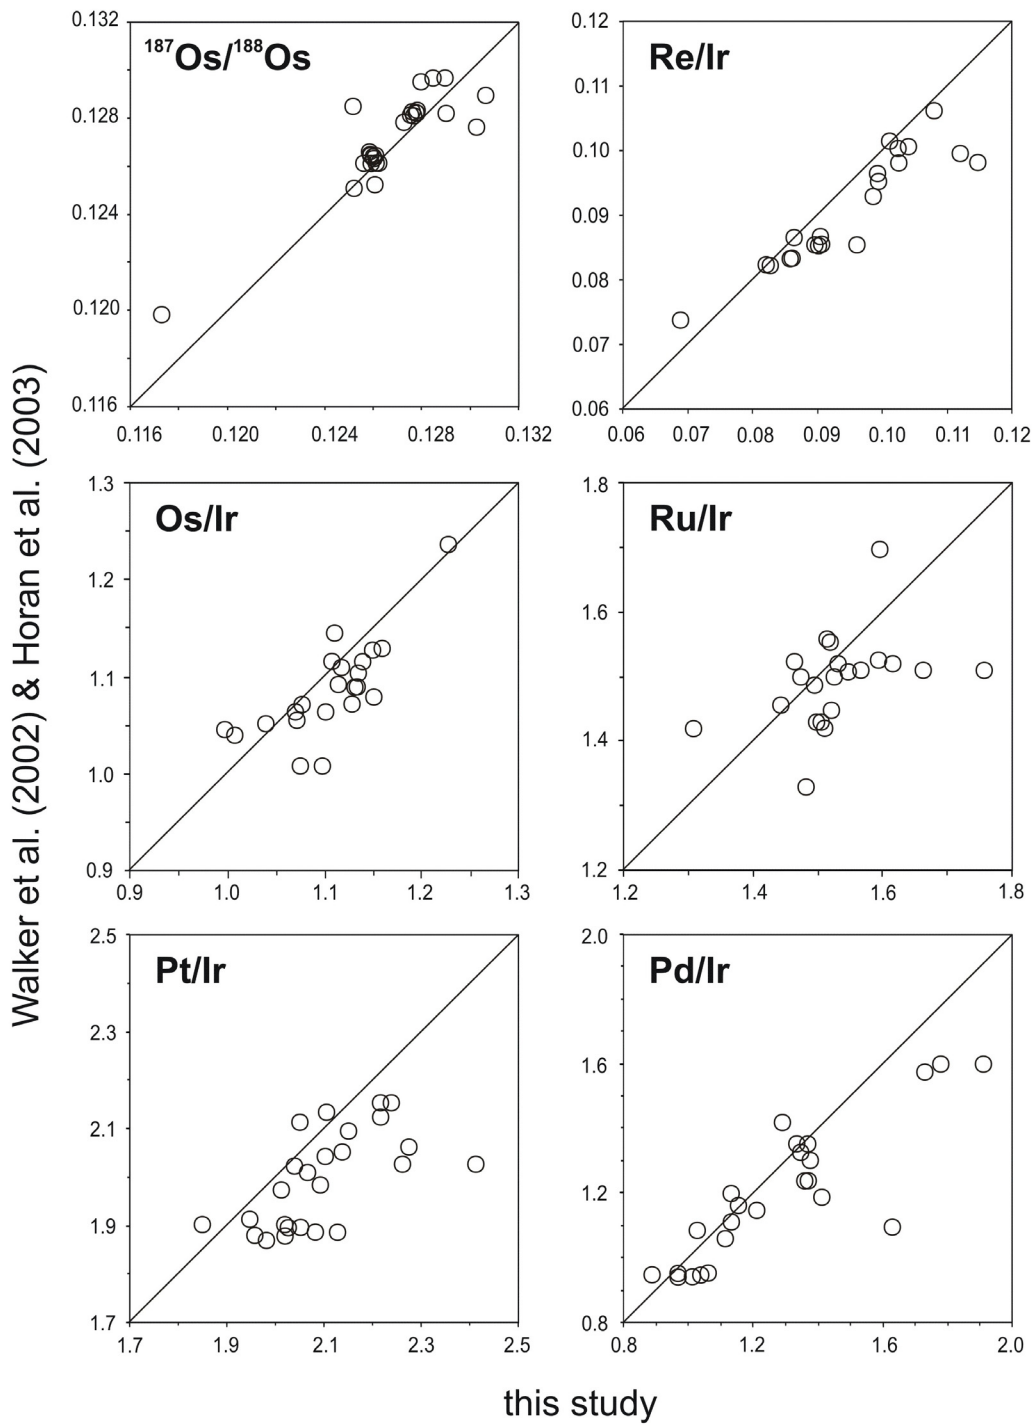 Walker et al. (2002) & Horan et al. (2003)
187Os/188Os
0.132
0.128
0.124
0.120
0.116
0.116 0.120 0.124 0.128 0.132
Re/Ir
0.12
0.11
0.10
0.09
0.08
0.07
0.06
0.06 0.07 0.08 0.09 0.10 0.11 0.12
Os/Ir
1.3
1.2
1.1
1.0
0.9
0.9 1.0 1.1 1.2 1.3
Ru/Ir
1.8
1.6
1.4
1.2
1.2 1.4 1.6 1.8
Pt/Ir
2.5
2.3
2.1
1.9
1.7
1.7 1.9 2.1 2.3 2.5
Pd/Ir
2.0
1.6
1.2
0.8
0.8 1.2 1.6 2.0
this study